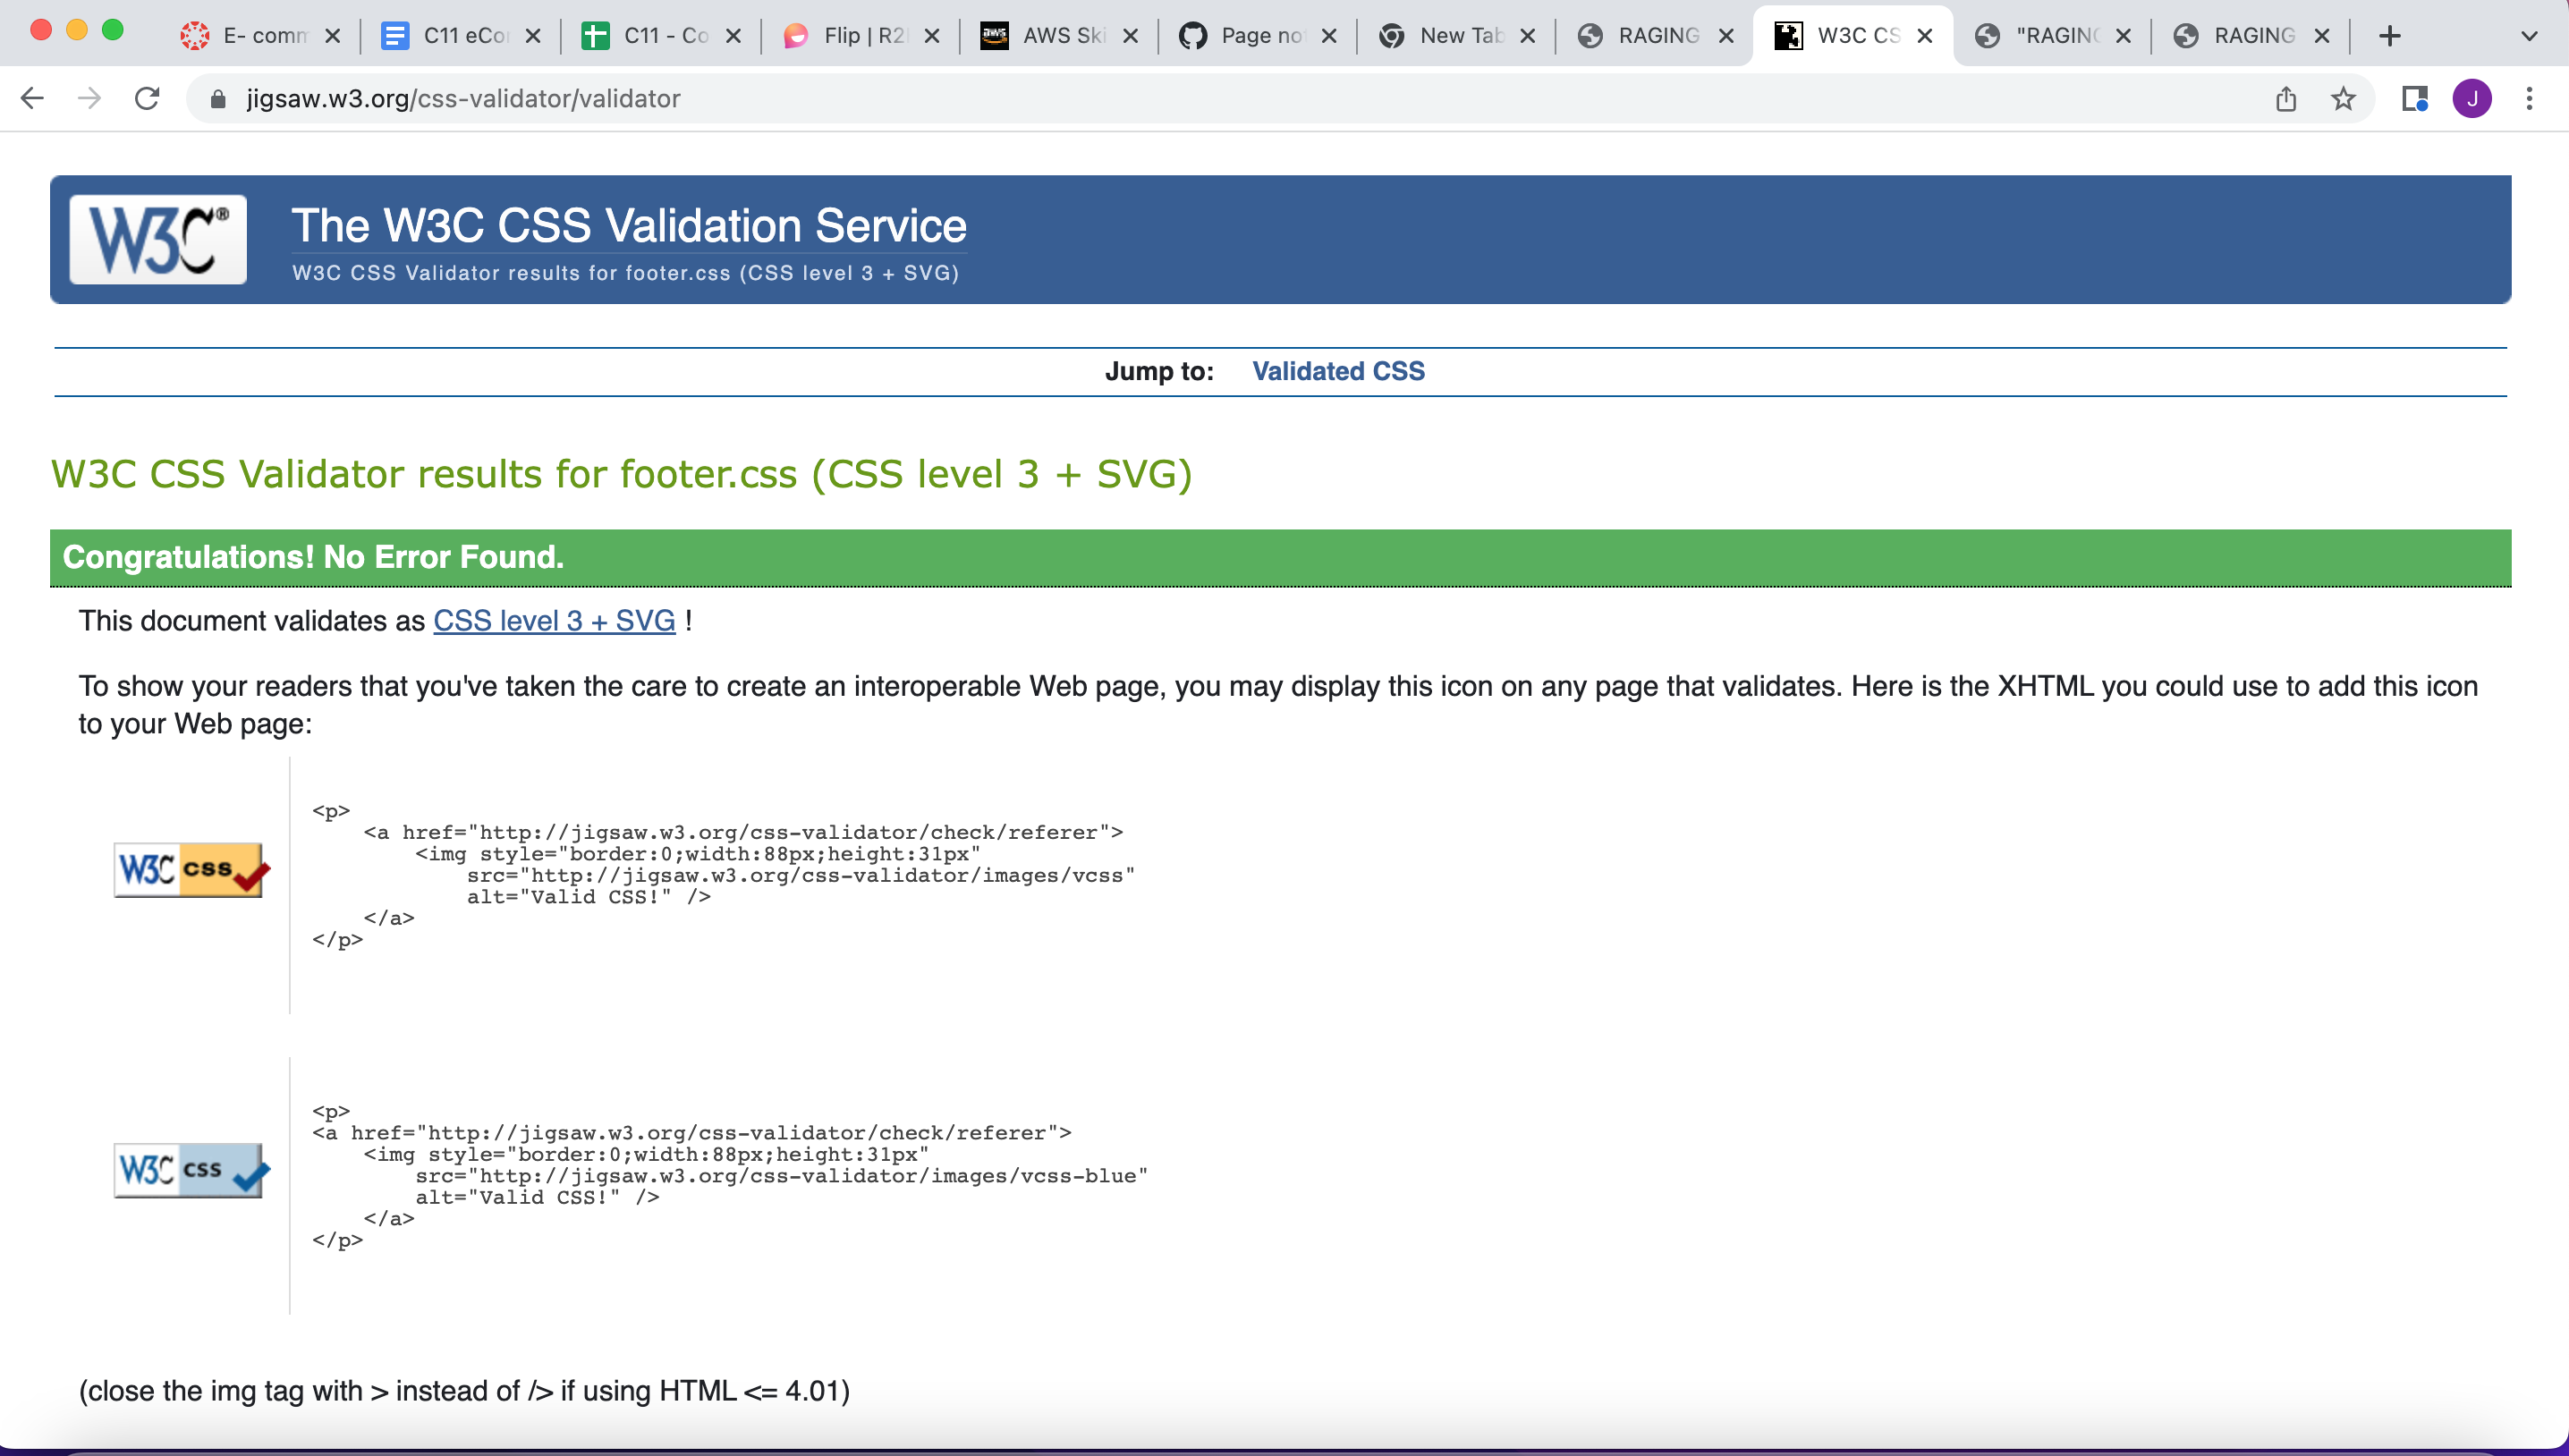 E- comm
C11 eCo
C11 - Co
Flip | R2
AWS Ski
Page no
New Tab
RAGING
W3C CS
"RAGING
RAGING
jigsaw.w3.org/css-validator/validator
J
W3C®
The W3C CSS Validation Service
W3C CSS Validator results for footer.css (CSS level 3 + SVG)
Jump to: Validated CSS
W3C CSS Validator results for footer.css (CSS level 3 + SVG)
Congratulations! No Error Found.
This document validates as CSS level 3 + SVG !
To show your readers that you've taken the care to create an interoperable Web page, you may display this icon on any page that validates. Here is the XHTML you could use to add this icon
to your Web page:
W3C css
<p>
<a href="http://jigsaw.w3.org/css-validator/check/referer">
<img style="border:0;width:88px;height:31px"
src="http://jigsaw.w3.org/css-validator/images/vcss"
alt="Valid CSS!" />
</a>
</p>
W3C css
<p>
<a href="http://jigsaw.w3.org/css-validator/check/referer">
<img style="border:0;width:88px;height:31px"
src="http://jigsaw.w3.org/css-validator/images/vcss-blue"
alt="Valid CSS!" />
</a>
</p>
(close the img tag with > instead of /> if using HTML <= 4.01)